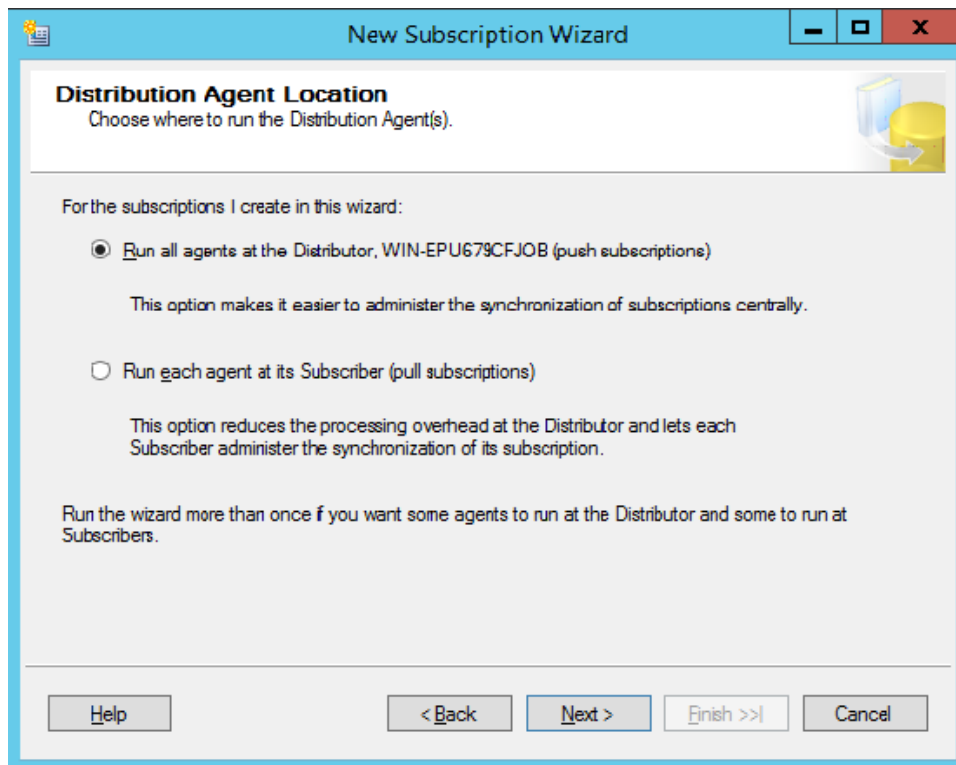 New Subscription Wizard
Distribution Agent Location
Choose where to run the Distribution Agent(s).
For the subscriptions I create in this wizard:
Run all agents at the Distributor, WIN-EPU679CFJOB (push subscriptions)
This option makes it easier to administer the synchronization of subscriptions centrally.
Run each agent at its Subscriber (pull subscriptions)
This option reduces the processing overhead at the Distributor and lets each
Subscriber administer the synchronization of its subscription.
Run the wizard more than once if you want some agents to run at the Distributor and some to run at
Subscribers.
Help
< Back
Next >
Finish >>|
Cancel